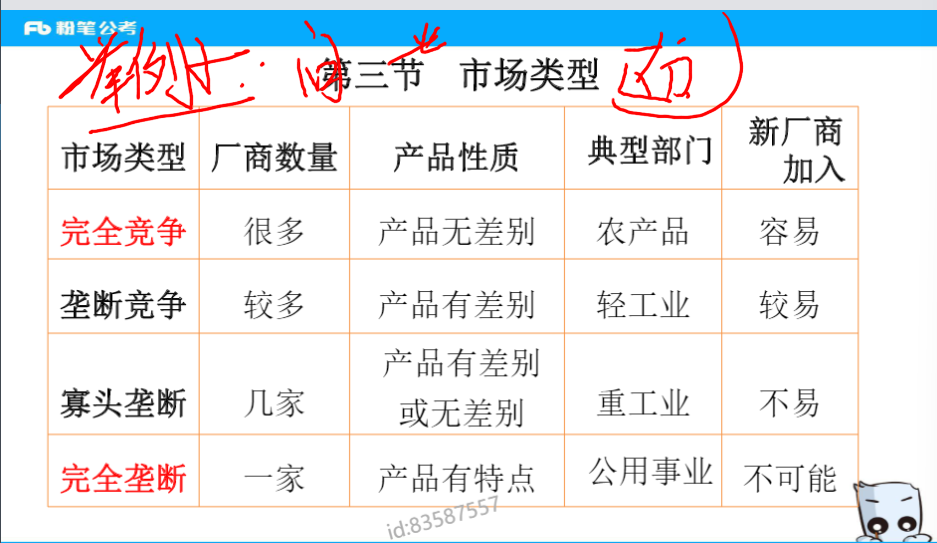 粉笔公考
举例子:
第三节 市场类型
市场类型 厂商数量 产品性质 典型部门 新厂商加入
完全竞争 很多 产品无差别 农产品 容易
垄断竞争 较多 产品有差别 轻工业 较易
寡头垄断 几家 产品有差别或无差别 重工业 不易
完全垄断 一家 产品有特点 公用事业 不可能
id:83587557